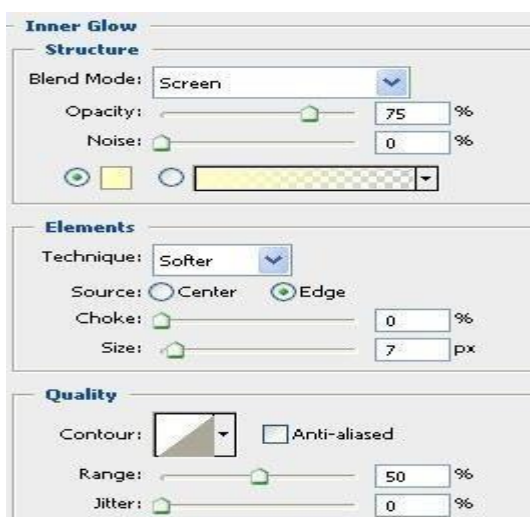 Inner Glow
Structure
Blend Mode: Screen
Opacity: 75 %
Noise: 0 %
Elements
Technique: Softer
Source: Center Edge
Choke: 0 %
Size: 7 px
Quality
Contour: Anti-aliased
Range: 50 %
Jitter: 0 %